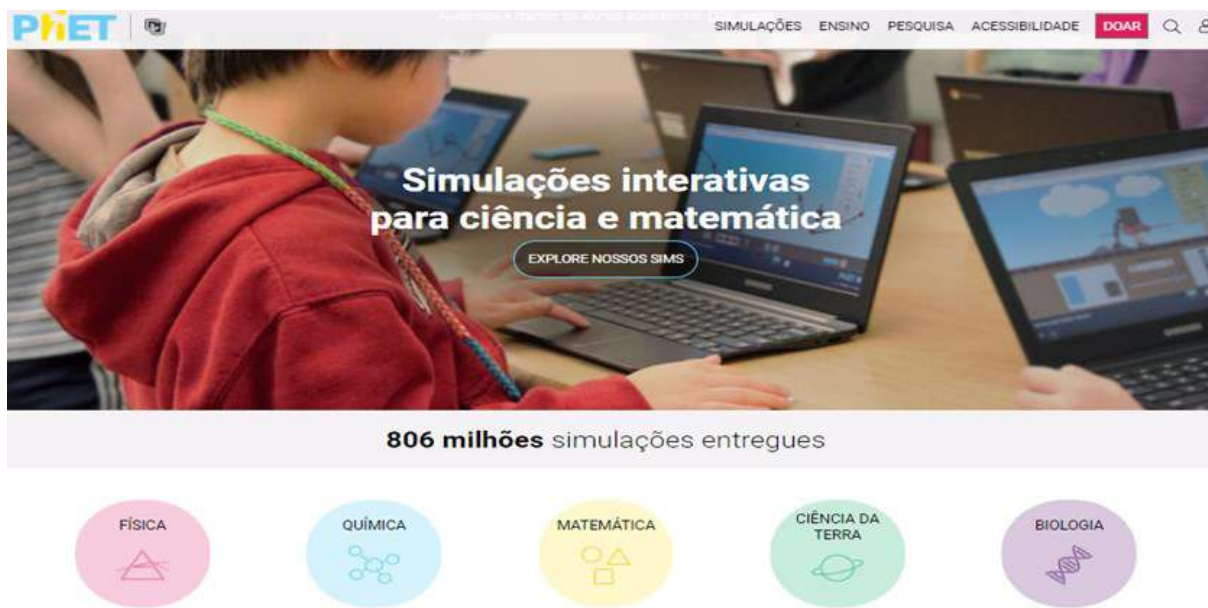 PhET
SIMULAÇÕES ENSINO PESQUISA ACESSIBILIDADE DOAR
Simulações interativas
para ciência e matemática
EXPLORE NOSSOS SIMS
806 milhões simulações entregues
FÍSICA
QUÍMICA
MATEMÁTICA
CIÊNCIA DA
TERRA
BIOLOGIA